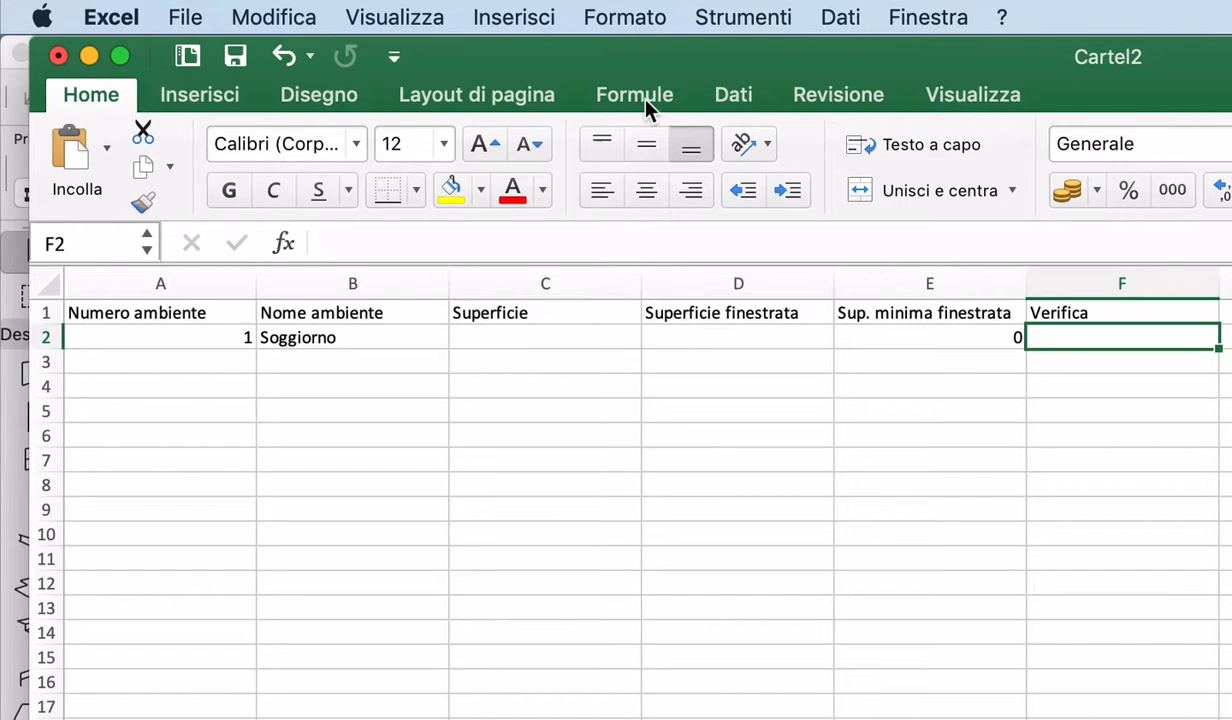 Excel File Modifica Visualizza Inserisci Formato Strumenti Dati Finestra ?
Cartel2
Home Inserisci Disegno Layout di pagina Formule Dati Revisione Visualizza
Incolla
Calibri (Corp... 12 A A
Testo a capo
Generale
G C S A
Unisci e centra
% 000
F2 fx
A B C D E F
1 Numero ambiente Nome ambiente Superficie Superficie finestrata Sup. minima finestrata Verifica
2 1 Soggiorno 0
3
4
5
6
7
8
9
10
11
12
13
14
15
16
17
Pr
Des